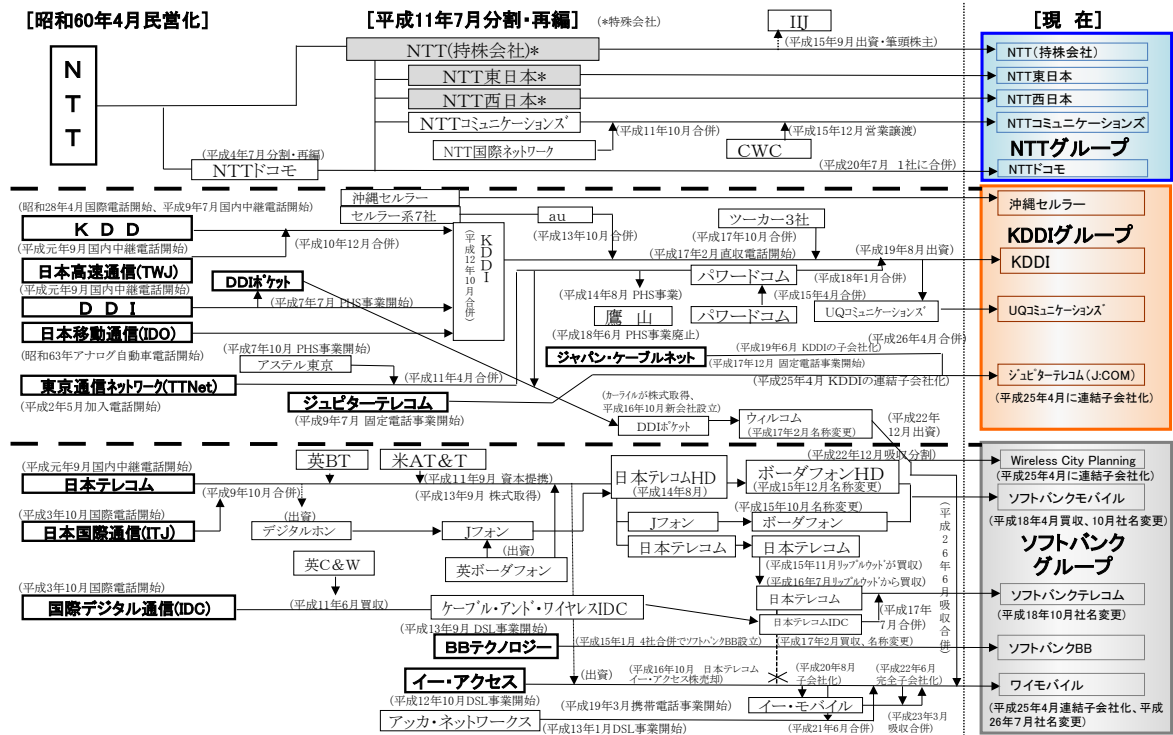 [昭和60年4月民営化]
[平成11年7月分割・再編]
(*特殊会社)
IIJ
[現 在]
NTT
NTT(持株会社)*
(平成15年9月出資・筆頭株主)
NTT(持株会社)
NTT東日本*
NTT東日本
NTT西日本*
NTT西日本
NTTコミュニケーションズ
NTTコミュニケーションズ
(平成11年10月合併)
(平成15年12月営業譲渡)
NTT国際ネットワーク
CWC
NTTグループ
(平成4年7月分割・再編)
NTTドコモ
(平成20年7月 1社に合併)
NTTドコモ
沖縄セルラー
沖縄セルラー
(昭和28年4月国際電話開始、平成9年7月国内中継電話開始)
セルラー系7社
au
ツーカー3社
KDD
(平成10年12月合併)
KDDI
(平成12年10月合併)
(平成13年10月合併)
(平成17年10月合併)
KDDIグループ
(平成元年9月国内中継電話開始)
(平成17年2月直収電話開始)
(平成19年8月出資)
KDDI
日本高速通信(TWJ)
DDIポケット
パワードコム
(平成18年1月合併)
(平成元年9月国内中継電話開始)
(平成7年7月 PHS事業開始)
(平成14年8月 PHS事業)
(平成15年4月合併)
DDI
鷹山
パワードコム
UQコミュニケーションズ
UQコミュニケーションズ
日本移動通信(IDO)
(平成18年6月 PHS事業廃止)
(平成26年4月合併)
(昭和63年アナログ自動車電話開始)
(平成7年10月 PHS事業開始)
アステル東京
ジャパン・ケーブルネット
(平成19年6月 KDDIの子会社化)
(平成17年12月 固定電話事業開始)
東京通信ネットワーク(TTNet)
(平成11年4月合併)
(平成25年4月 KDDIの連結子会社化)
ジュピターテレコム(J:COM)
(平成2年5月加入電話開始)
ジュピターテレコム
(平成25年4月に連結子会社化)
(平成9年7月 固定電話事業開始)
(カーライルが株式取得、
平成16年10月新会社設立)
DDIポケット
ウィルコム
(平成17年2月名称変更)
(平成22年
12月出資)
(平成元年9月国内中継電話開始)
英BT
米AT&T
(平成22年12月吸収分割)
Wireless City Planning
(平成25年4月に連結子会社化)
日本テレコム
(平成11年9月 資本提携)
日本テレコムHD
(平成14年8月)
ボーダフォンHD
(平成15年12月名称変更)
(平成9年10月合併)
(平成13年9月 株式取得)
ソフトバンクモバイル
(平成18年4月買収、10月社名変更)
(平成3年10月国際電話開始)
(出資)
(平成15年10月名称変更)
日本国際通信(ITJ)
デジタルホン
Jフォン
Jフォン
ボーダフォン
ソフトバンク
グループ
(出資)
日本テレコム
日本テレコム
英C&W
英ボーダフォン
(平成15年11月リップルウッドが買収)
(平成16年7月リップルウッドから買収)
(平成26年6月吸収合併)
(平成3年10月国際電話開始)
国際デジタル通信(IDC)
(平成11年6月買収)
ケーブル・アンド・ワイヤレスIDC
日本テレコム
ソフトバンクテレコム
(平成18年10月社名変更)
日本テレコムIDC
(平成17年
7月合併)
(平成13年9月 DSL事業開始)
BBテクノロジー
(平成15年1月 4社合併でソフトバンクBB設立)
(平成17年2月買収、名称変更)
ソフトバンクBB
(出資)
(平成16年10月 日本テレコム
イー・アクセス株売却)
(平成20年8月
子会社化)
(平成22年6月
完全子会社化)
イー・アクセス
ワイモバイル
(平成12年10月DSL事業開始)
(平成19年3月携帯電話事業開始)
イー・モバイル
(平成25年4月連結子会社化、平成
26年7月社名変更)
アッカ・ネットワークス
(平成13年1月DSL事業開始)
(平成21年6月合併)
(平成23年3月
吸収合併)